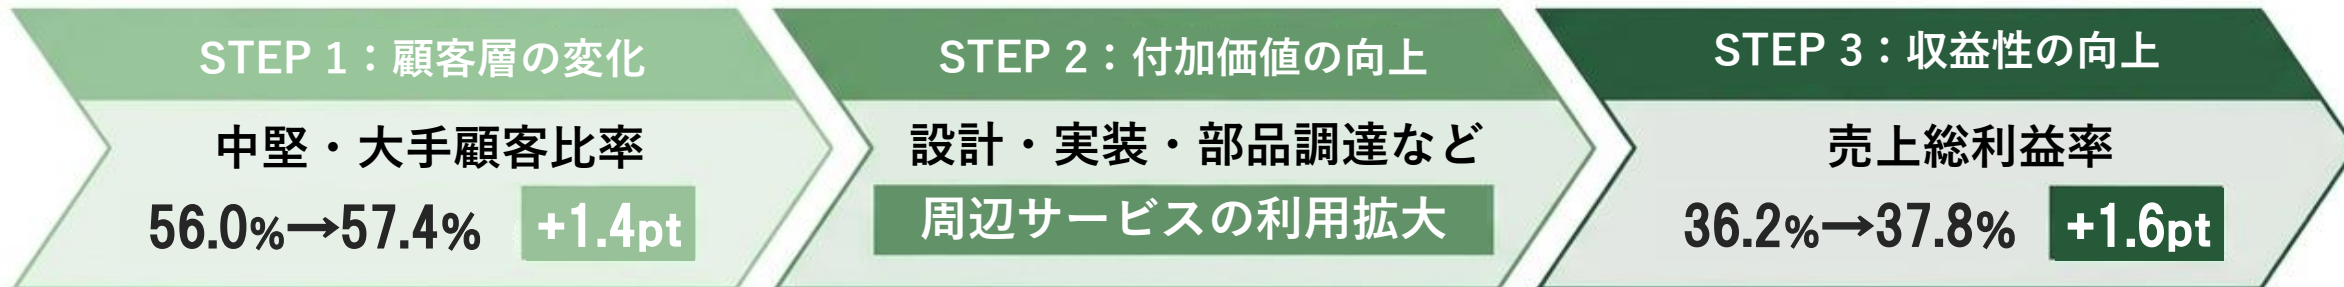 STEP 1：顧客層の変化
中堅・大手顧客比率
56.0%→57.4% +1.4pt
STEP 2：付加価値の向上
設計・実装・部品調達など
周辺サービスの利用拡大
STEP 3：収益性の向上
売上総利益率
36.2%→37.8% +1.6pt